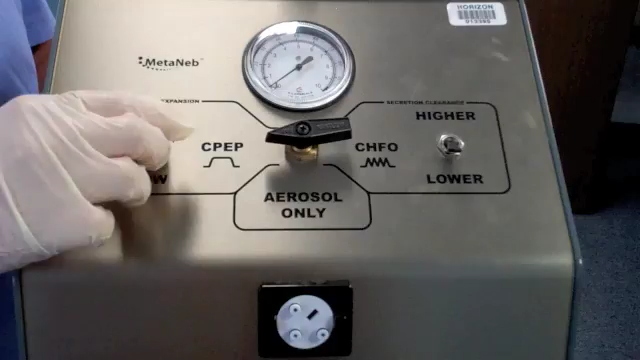 HORIZON
MetaNeb
EXPANSION
SECRETION CLEARANCE
HIGHER
CPEP
CHFO
W
LOWER
AEROSOL
ONLY